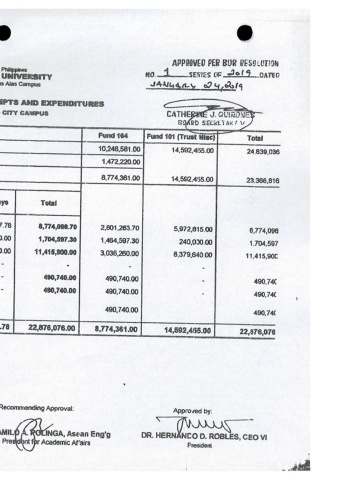 APPROVED PER BOR RESOLUTION
NO. 1 SERIES OF 2019 DATED
JANUARY 24, 2019
Philippines
UNIVERSITY
Campus
CATHERINE J. QUIRONES
BOARD SECRETARY V
PTS AND EXPENDITURES
CITY CAMPUS
Fund 164 Fund 101 (Trust Misc) Total
10,246,581.00 14,592,455.00 24,839,036
1,472,220.00
8,774,361.00 14,592,455.00 23,366,816
ays Total
7.78 8,774,098.70 2,801,283.70 5,972,815.00 8,774,098
0.00 1,704,597.30 1,464,597.30 240,000.00 1,704,597
0.00 11,415,900.00 3,036,260.00 8,379,640.00 11,415,900
- - - -
- 490,740.00 490,740.00 - 490,740
- 490,740.00 490,740.00 - 490,740
490,740.00 - 490,740
.78 22,876,076.00 8,774,361.00 14,592,455.00 22,876,076
Recommending Approval: Approved by:
AMILO A. ROLINGA, Asean Eng'g DR. HERNANDO D. ROBLES, CEO VI
President for Academic Affairs President